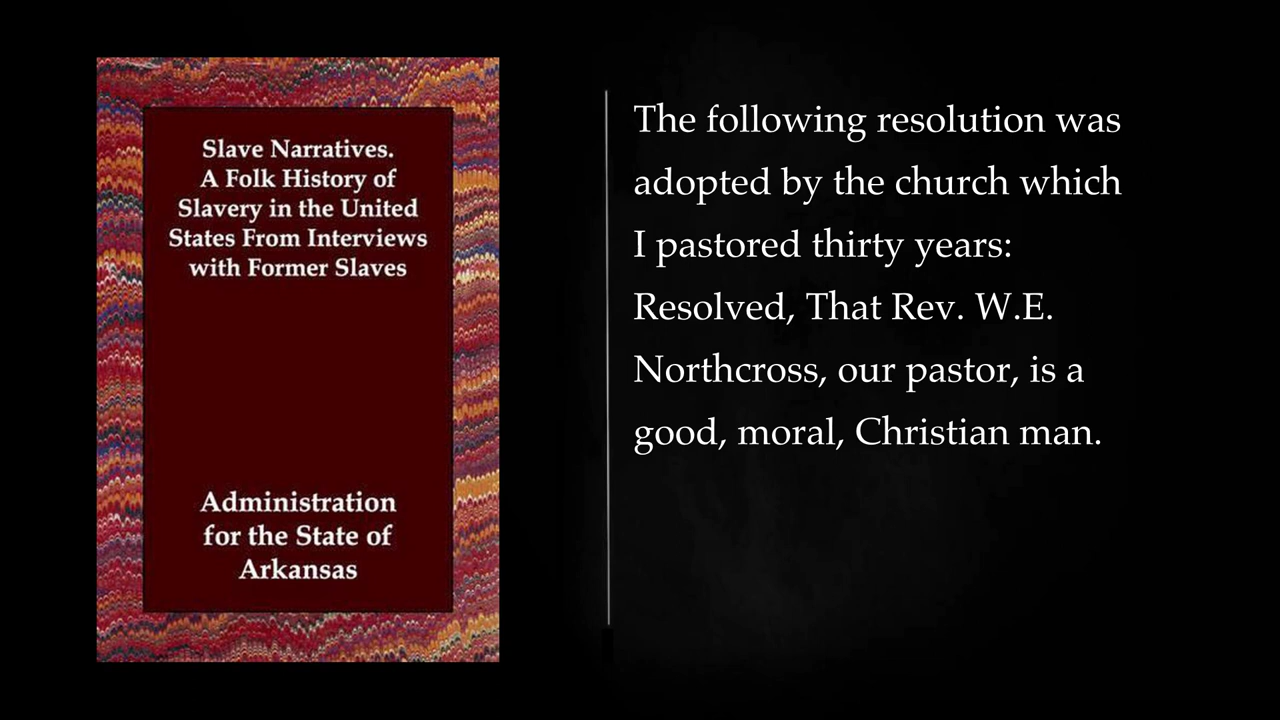 Slave Narratives.
A Folk History of
Slavery in the United
States From Interviews
with Former Slaves
Administration
for the State of
Arkansas
The following resolution was
adopted by the church which
I pastored thirty years:
Resolved, That Rev. W.E.
Northcross, our pastor, is a
good, moral, Christian man.